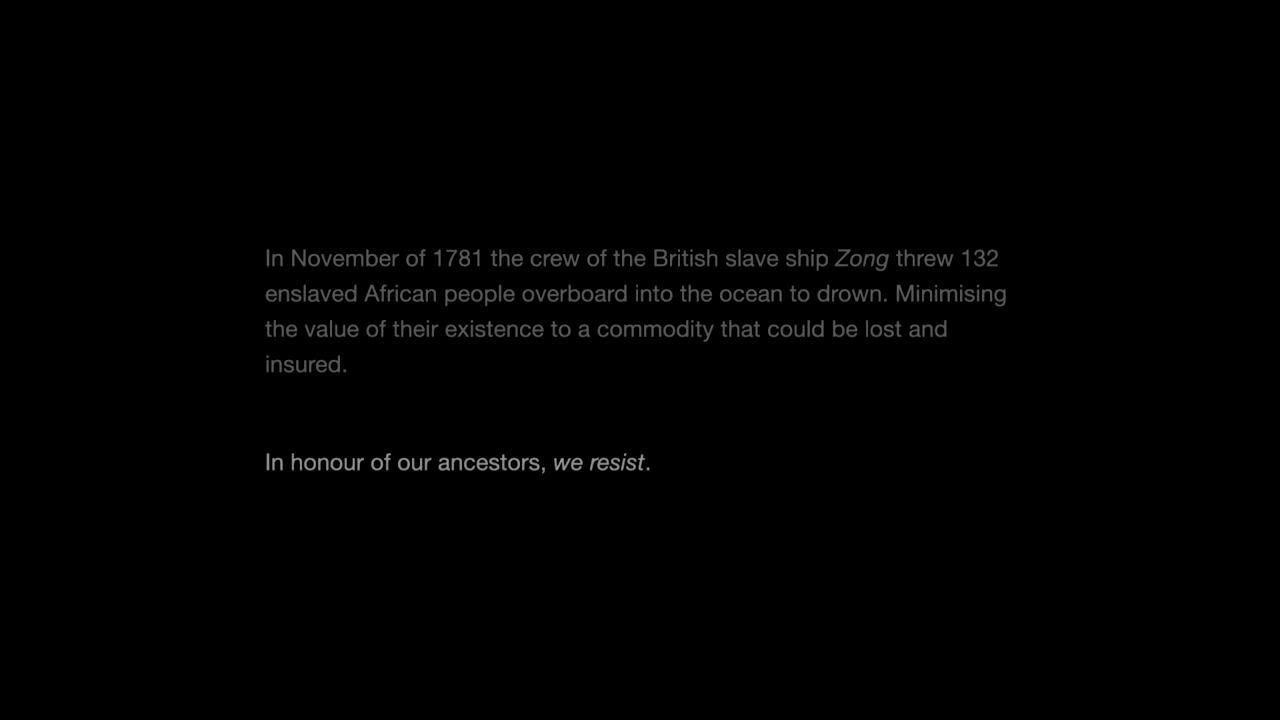 In November of 1781 the crew of the British slave ship Zong threw 132
enslaved African people overboard into the ocean to drown. Minimising
the value of their existence to a commodity that could be lost and
insured.
In honour of our ancestors, we resist.